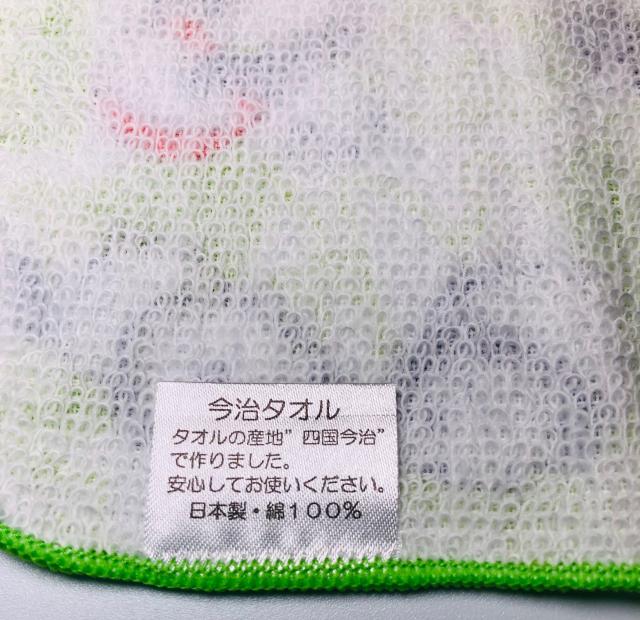 今治タオル
タオルの産地”四国今治”
で作りました。
安心してお使いください。
日本製・綿100%